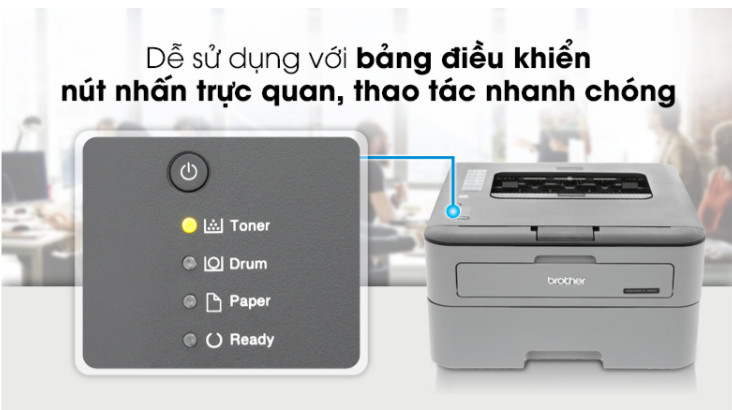 Dễ sử dụng với bảng điều khiển
nút nhấn trực quan, thao tác nhanh chóng
Toner
Drum
Paper
Ready
brother